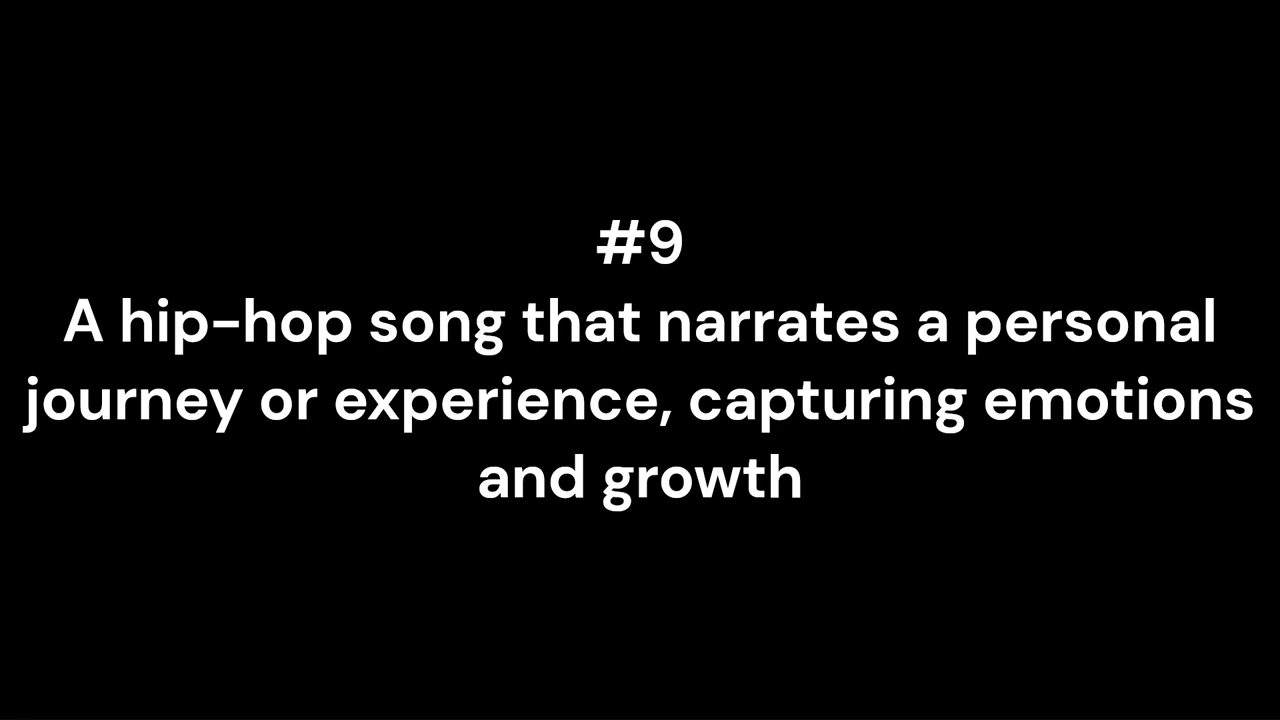 #9
A hip-hop song that narrates a personal
journey or experience, capturing emotions
and growth